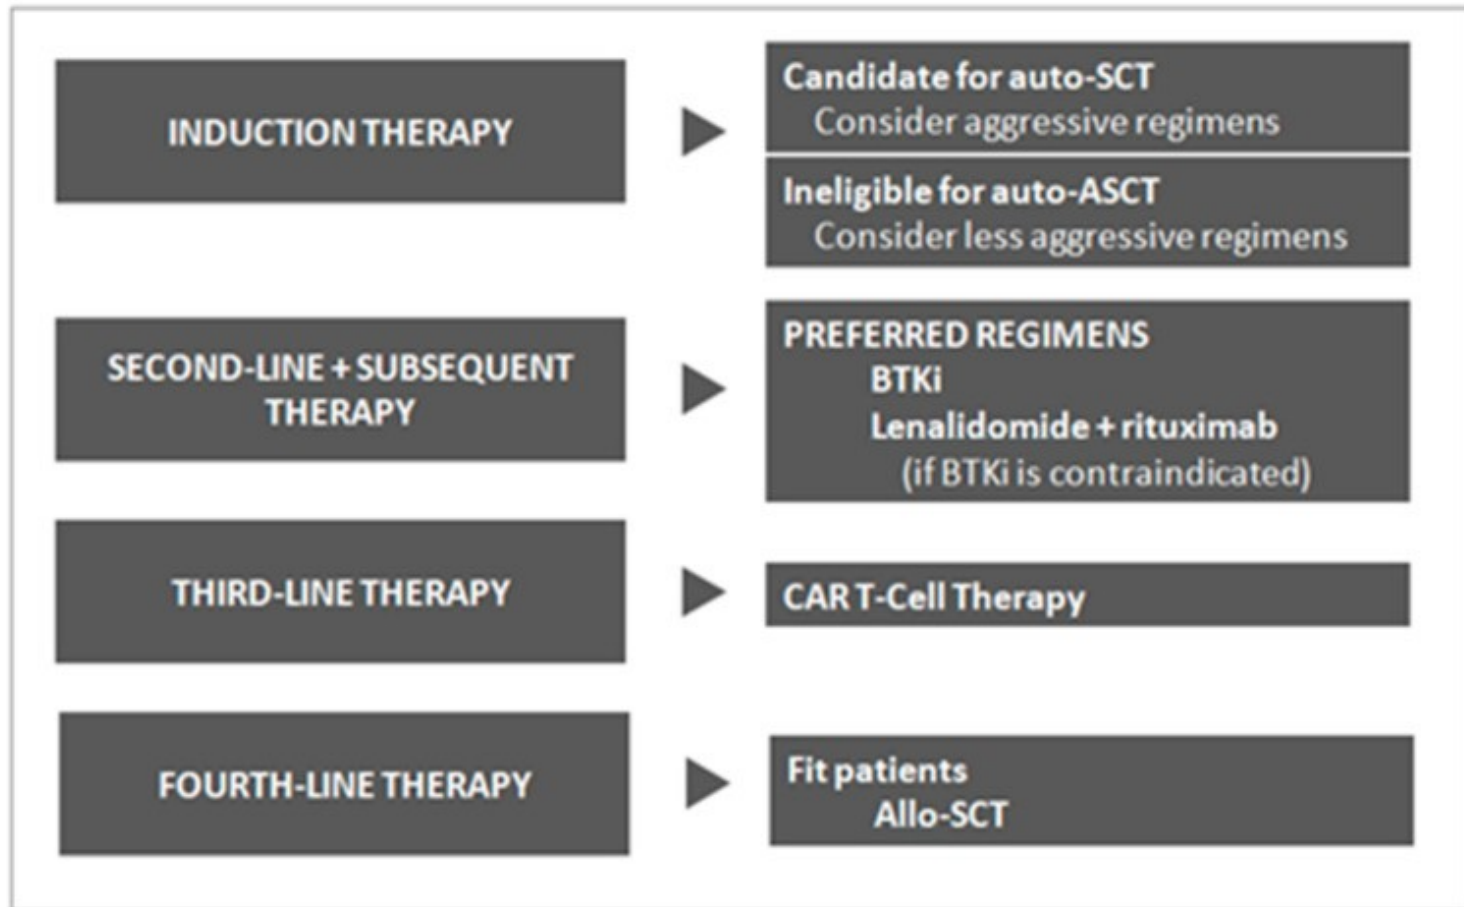 INDUCTION THERAPY
Candidate for auto-SCT
Consider aggressive regimens
Ineligible for auto-ASCT
Consider less aggressive regimens
SECOND-LINE + SUBSEQUENT
THERAPY
PREFERRED REGIMENS
BTKi
Lenalidomide + rituximab
(if BTKi is contraindicated)
THIRD-LINE THERAPY
CAR T-Cell Therapy
FOURTH-LINE THERAPY
Fit patients
Allo-SCT